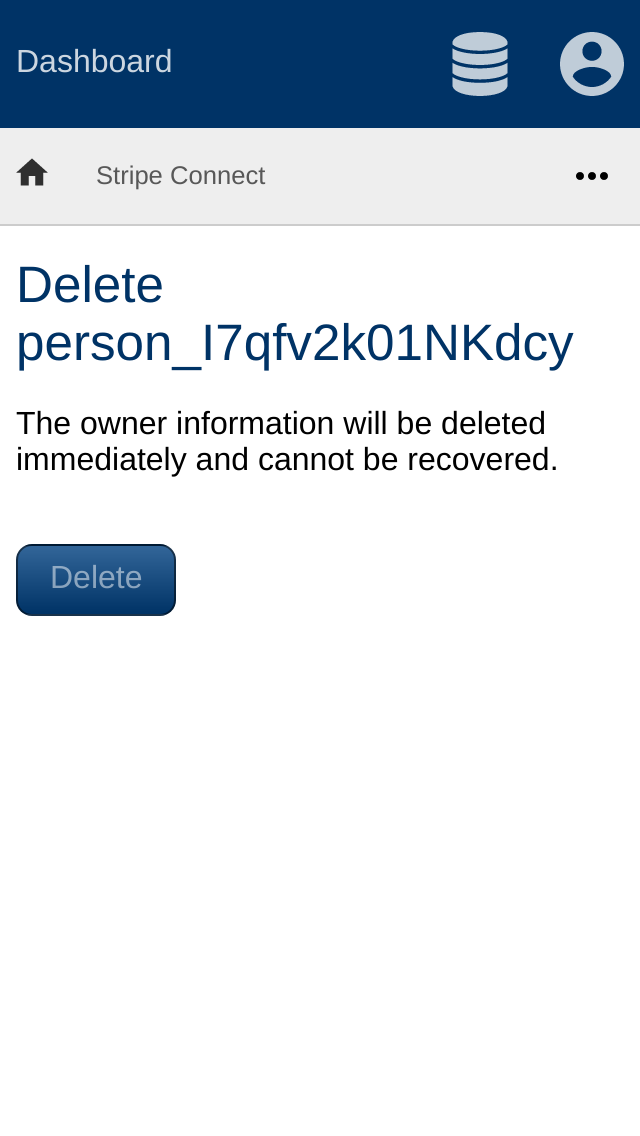 Dashboard
Stripe Connect
Delete
person_I7qfv2k01NKdcy
The owner information will be deleted
immediately and cannot be recovered.
Delete